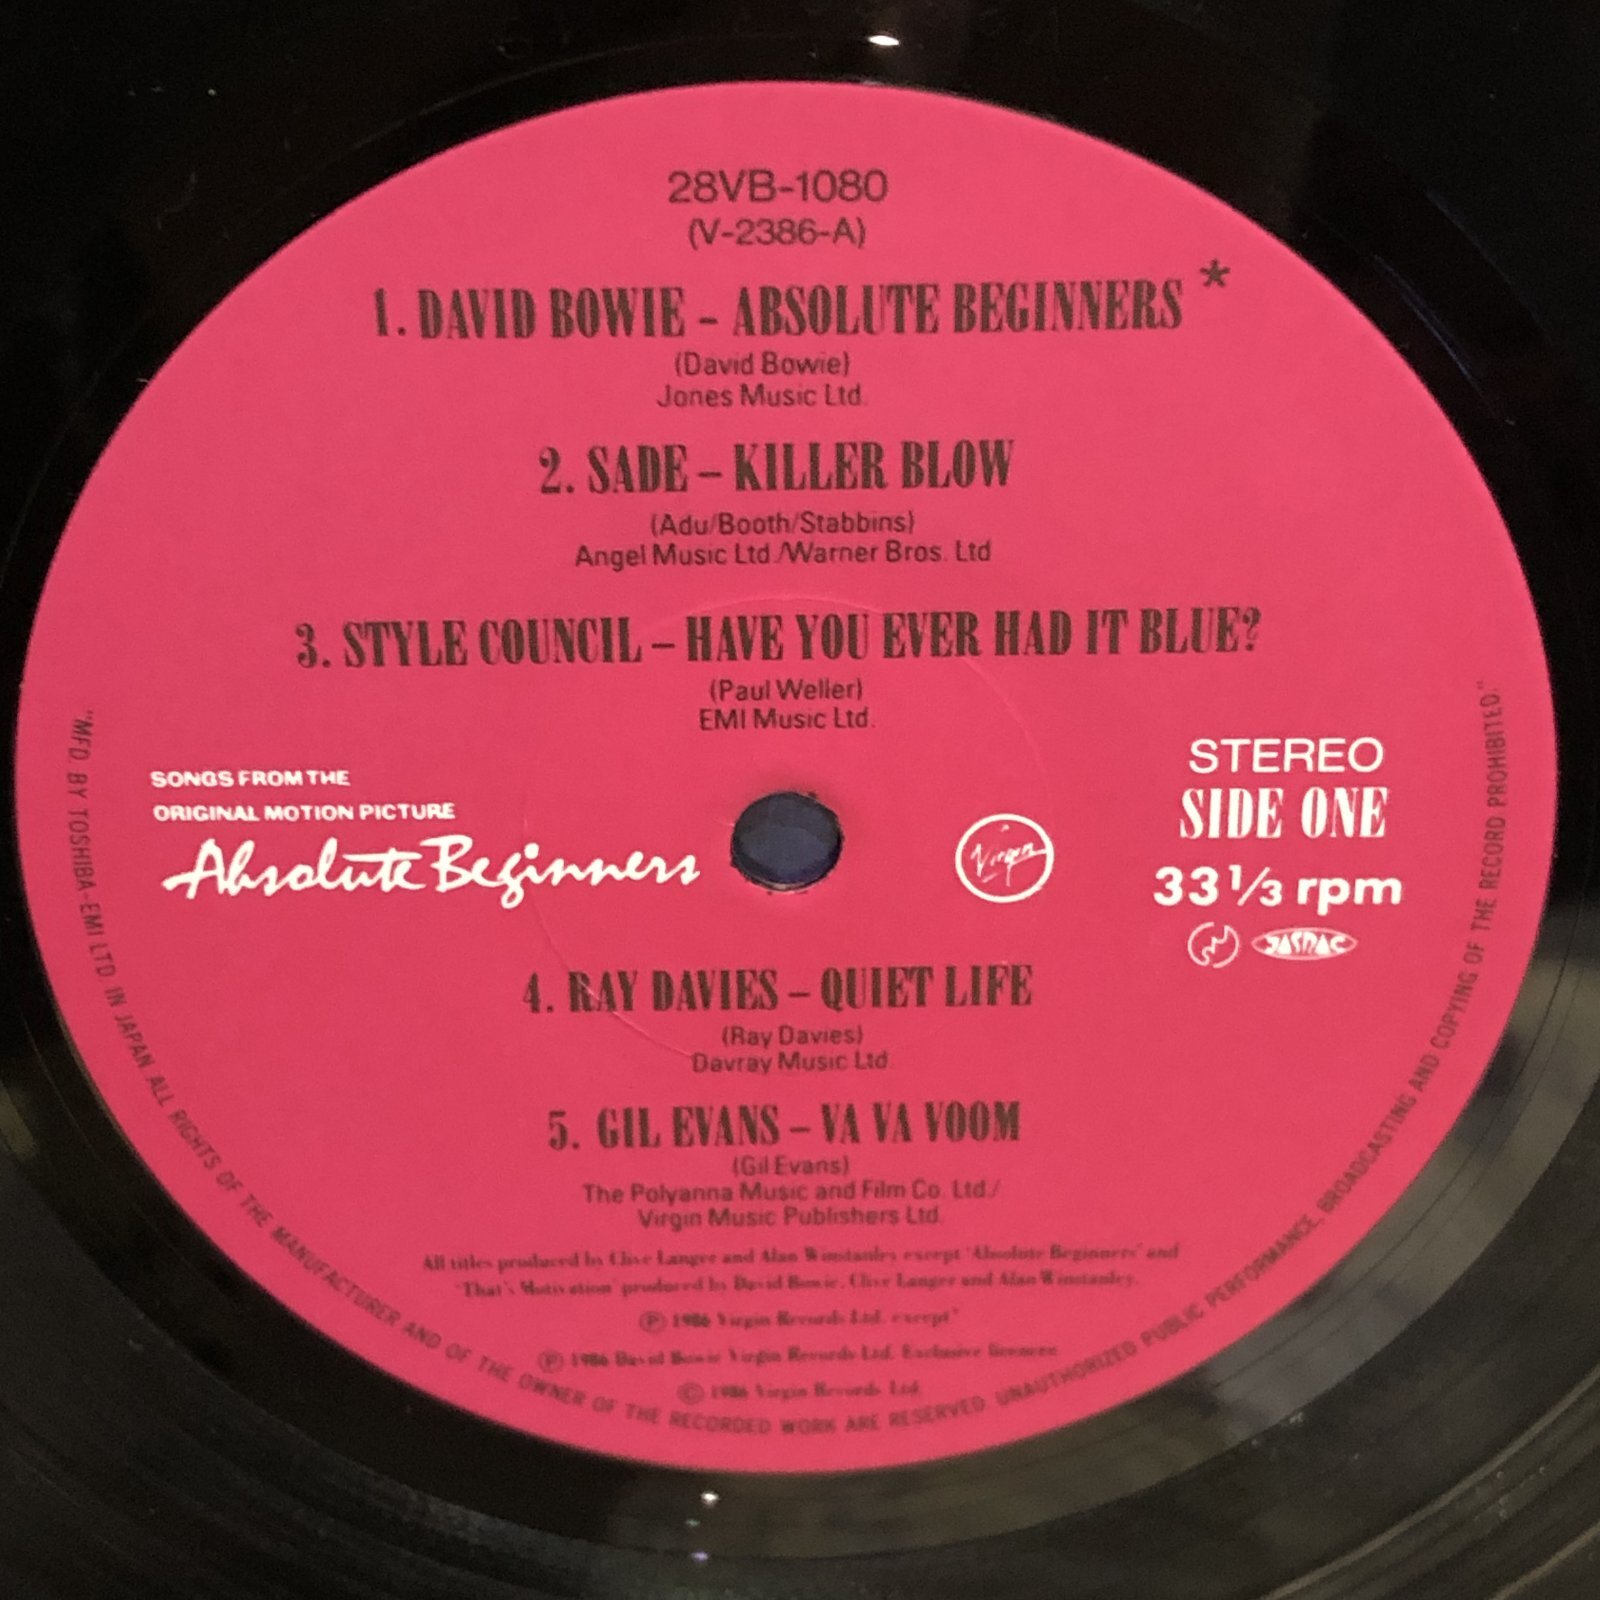 28VB-1080
(V-2386-A)
1. DAVID BOWIE – ABSOLUTE BEGINNERS *
(David Bowie)
Jones Music Ltd.
2. SADE – KILLER BLOW
(Adu/Booth/Stabbins)
Angel Music Ltd./Warner Bros. Ltd
3. STYLE COUNCIL – HAVE YOU EVER HAD IT BLUE?
(Paul Weller)
EMI Music Ltd.
SONGS FROM THE
ORIGINAL MOTION PICTURE
Absolute Beginners
Virgin
STEREO
SIDE ONE
33 1/3 rpm
JASRAC
4. RAY DAVIES – QUIET LIFE
(Ray Davies)
Davray Music Ltd.
5. GIL EVANS – VA VA VOOM
(Gil Evans)
The Polyanna Music and Film Co. Ltd./
Virgin Music Publishers Ltd.
All titles produced by Clive Langer and Alan Winstanley except 'Absolute Beginners' and
'That's Motivation' produced by David Bowie, Clive Langer and Alan Winstanley.
Ⓟ 1986 Virgin Records Ltd. except*
Ⓟ 1986 David Bowie Virgin Records Ltd. Exclusive licencee
© 1986 Virgin Records Ltd.
"MFD. BY TOSHIBA-EMI LTD. IN JAPAN ALL RIGHTS OF THE MANUFACTURER AND OF THE OWNER OF THE RECORDED WORK ARE RESERVED. UNAUTHORIZED PUBLIC PERFORMANCE, BROADCASTING AND COPYING OF THE RECORD PROHIBITED."